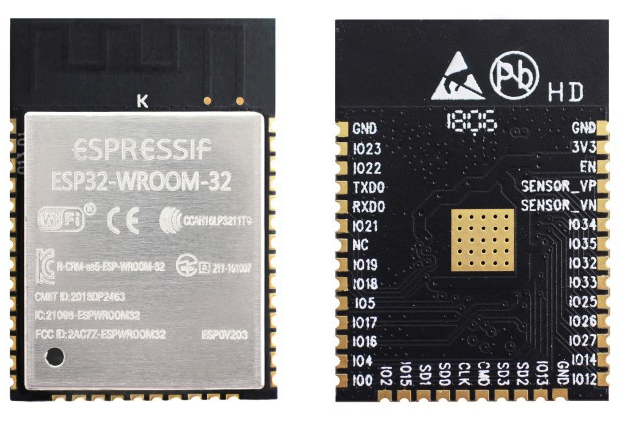 K
ESPRESSIF
ESP32-WROOM-32
WiFi ® CE CCAH16LP3211T9
R-CRM-es5-ESP-WROOM-32 R 211-161007
CMIIT ID:2016DP2463
IC:21098-ESPWROOM32
FCC ID:2AC7Z-ESPWROOM32 ESP0V203
Pb
HD
1806
GND GND
IO23 3V3
IO22 EN
TXD0 SENSOR_VP
RXD0 SENSOR_VN
IO21 IO34
NC IO35
IO19 IO32
IO18 IO33
IO5 IO25
IO17 IO26
IO16 IO27
IO4 IO14
IO0 IO12
IO2 IO15 SD1 SD0 CLK CMD SD3 SD2 IO13 GND